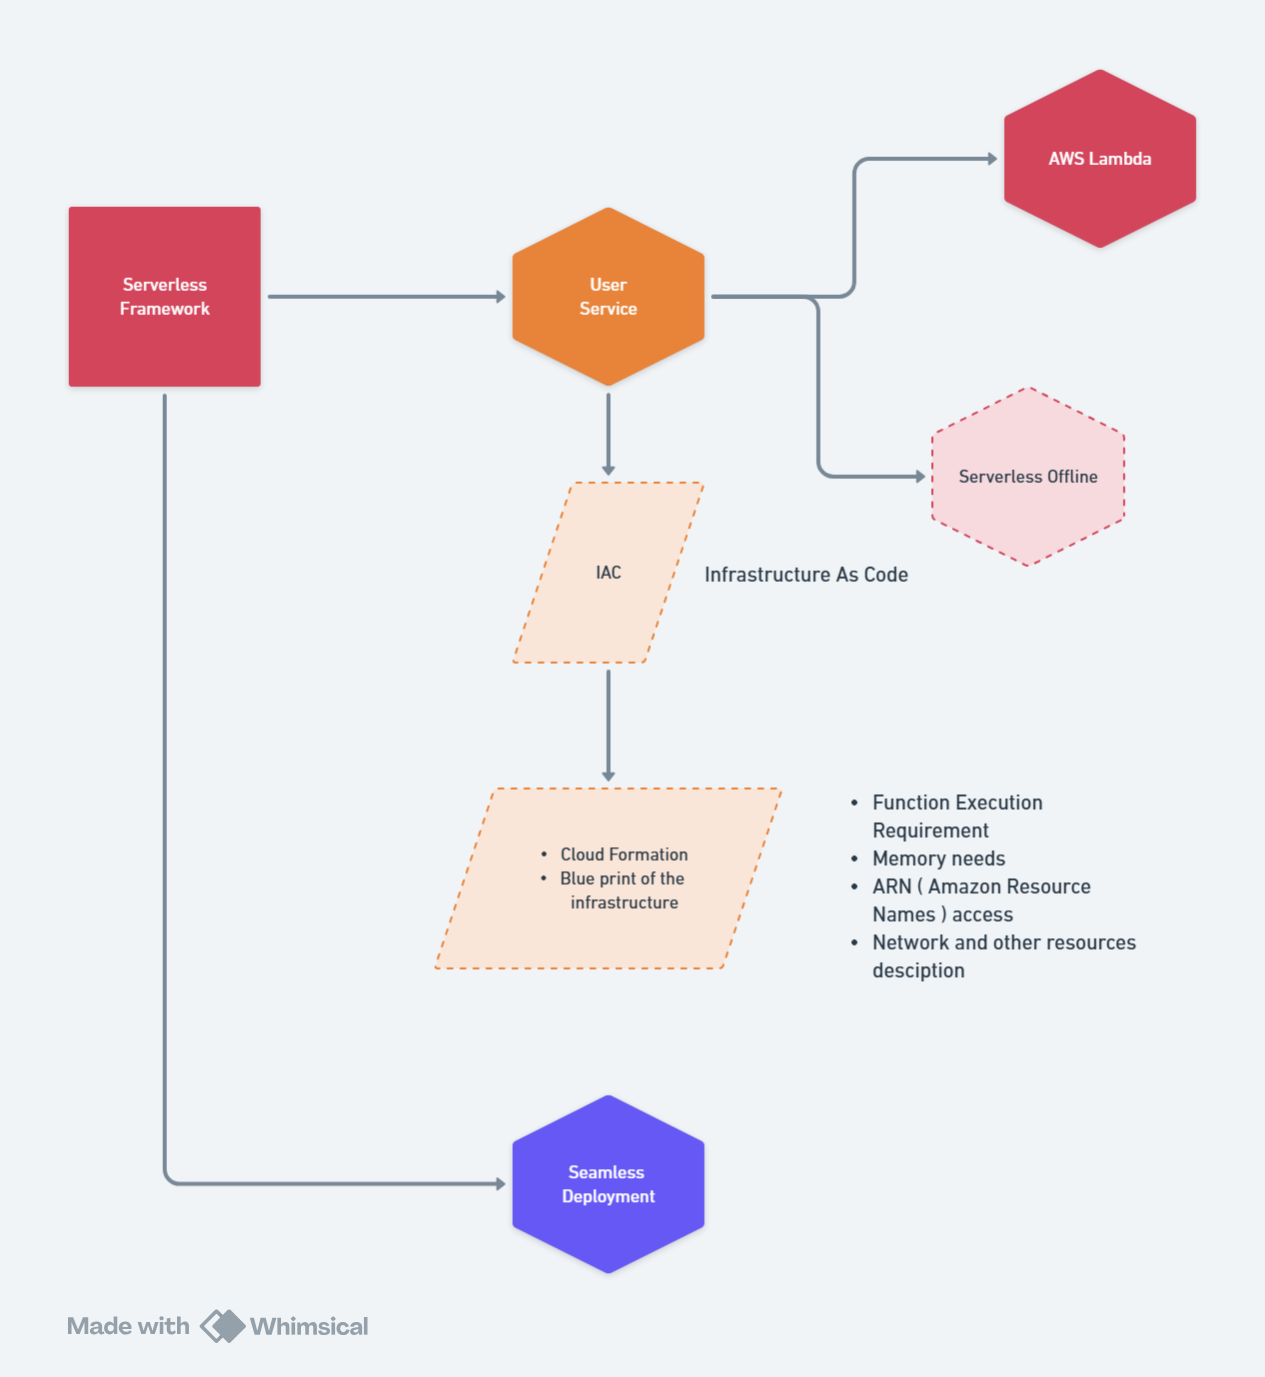 AWS Lambda
Serverless
Framework
User
Service
Serverless Offline
IAC
Infrastructure As Code
• Cloud Formation
• Blue print of the
infrastructure
• Function Execution
Requirement
• Memory needs
• ARN ( Amazon Resource
Names ) access
• Network and other resources
desciption
Seamless
Deployment
Made with Whimsical